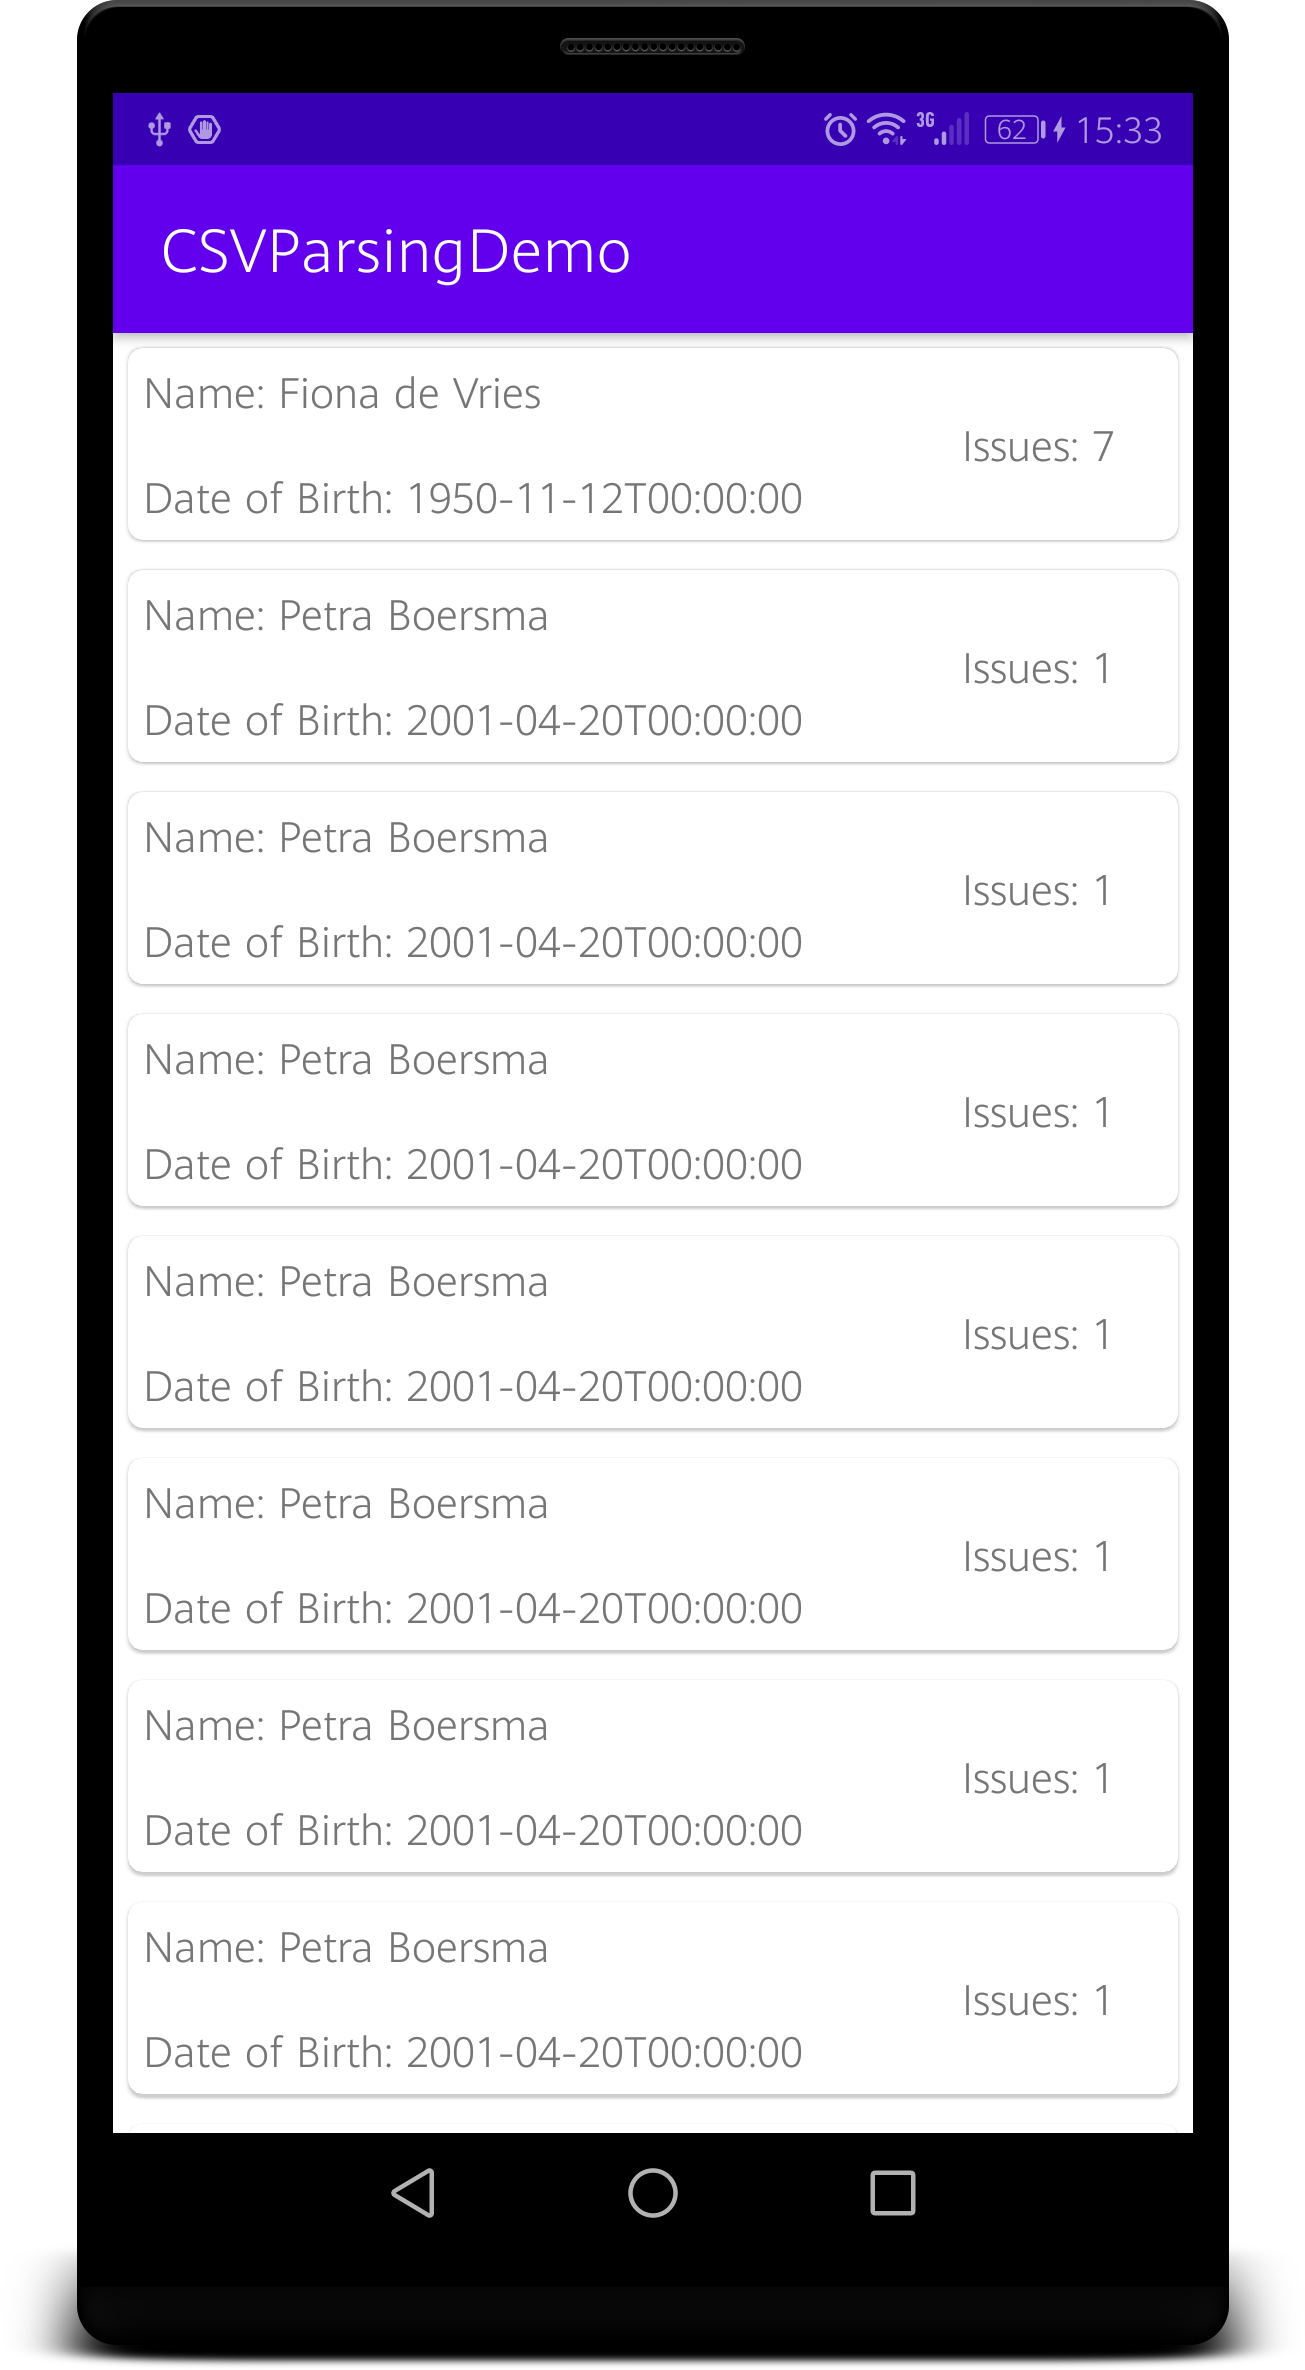 3G 62 15:33
CSVParsingDemo
Name: Fiona de Vries
Issues: 7
Date of Birth: 1950-11-12T00:00:00
Name: Petra Boersma
Issues: 1
Date of Birth: 2001-04-20T00:00:00
Name: Petra Boersma
Issues: 1
Date of Birth: 2001-04-20T00:00:00
Name: Petra Boersma
Issues: 1
Date of Birth: 2001-04-20T00:00:00
Name: Petra Boersma
Issues: 1
Date of Birth: 2001-04-20T00:00:00
Name: Petra Boersma
Issues: 1
Date of Birth: 2001-04-20T00:00:00
Name: Petra Boersma
Issues: 1
Date of Birth: 2001-04-20T00:00:00
Name: Petra Boersma
Issues: 1
Date of Birth: 2001-04-20T00:00:00